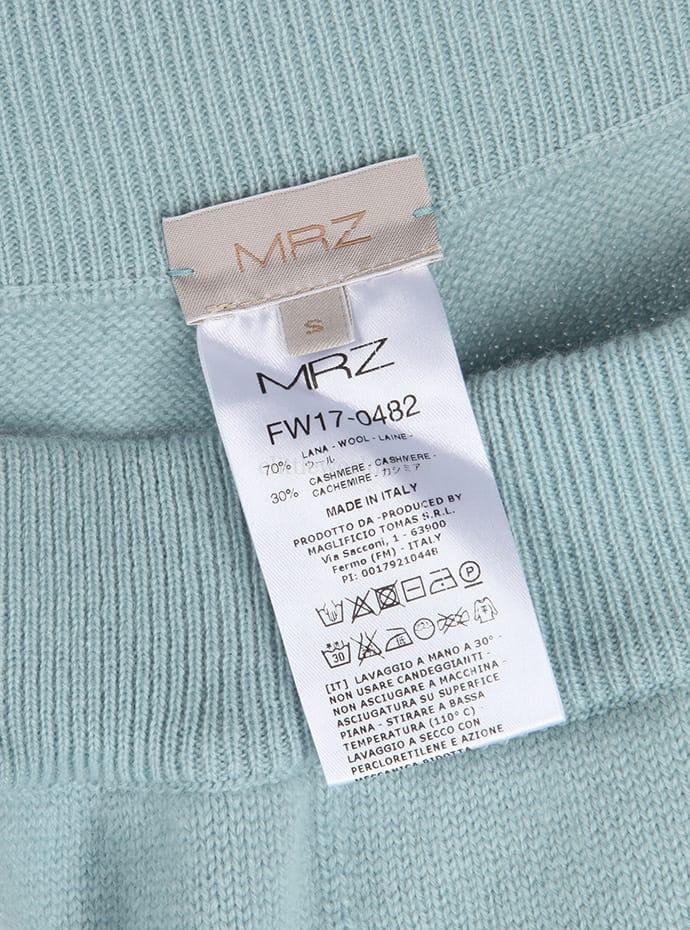 MRZ
S
MRZ
FW17-0482
LANA - WOOL - LAINE -
70% ウール
CASHMERE - CASHMERE -
30% CACHEMIRE - カシミア
MADE IN ITALY
PRODOTTO DA -PRODUCED BY
MAGLIFICIO TOMAS S.R.L.
Via Sacconi, 1 - 63900
Fermo (FM) - ITALY
PI: 00179210448
P
30
[IT] LAVAGGIO A MANO A 30° -
NON USARE CANDEGGIANTI -
NON ASCIUGARE A MACCHINA -
ASCIUGATURA SU SUPERFICE
PIANA - STIRARE A BASSA
TEMPERATURA (110° C) -
LAVAGGIO A SECCO CON
PERCLORETILENE E AZIONE
MECCANICA RIDOTTA